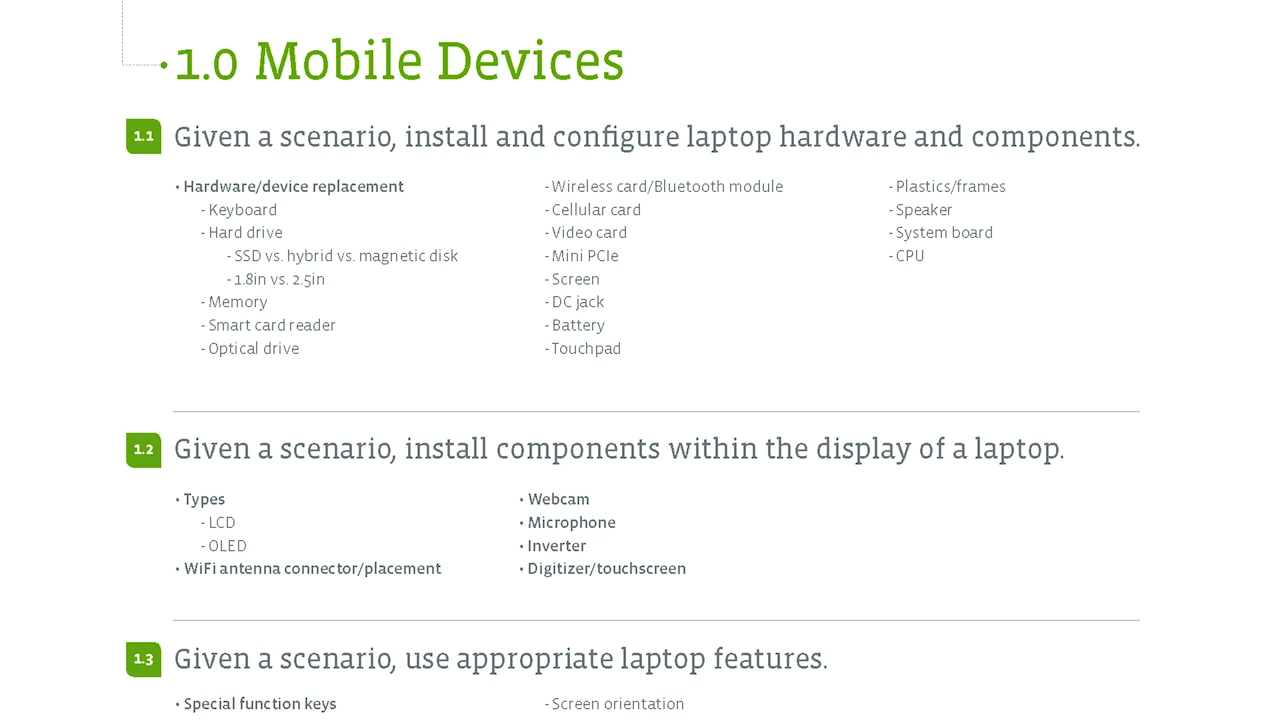 1.0 Mobile Devices
1.1 Given a scenario, install and configure laptop hardware and components.
• Hardware/device replacement
- Keyboard
- Hard drive
- SSD vs. hybrid vs. magnetic disk
- 1.8in vs. 2.5in
- Memory
- Smart card reader
- Optical drive
- Wireless card/Bluetooth module
- Cellular card
- Video card
- Mini PCIe
- Screen
- DC jack
- Battery
- Touchpad
- Plastics/frames
- Speaker
- System board
- CPU
1.2 Given a scenario, install components within the display of a laptop.
• Types
- LCD
- OLED
• WiFi antenna connector/placement
• Webcam
• Microphone
• Inverter
• Digitizer/touchscreen
1.3 Given a scenario, use appropriate laptop features.
• Special function keys
- Screen orientation